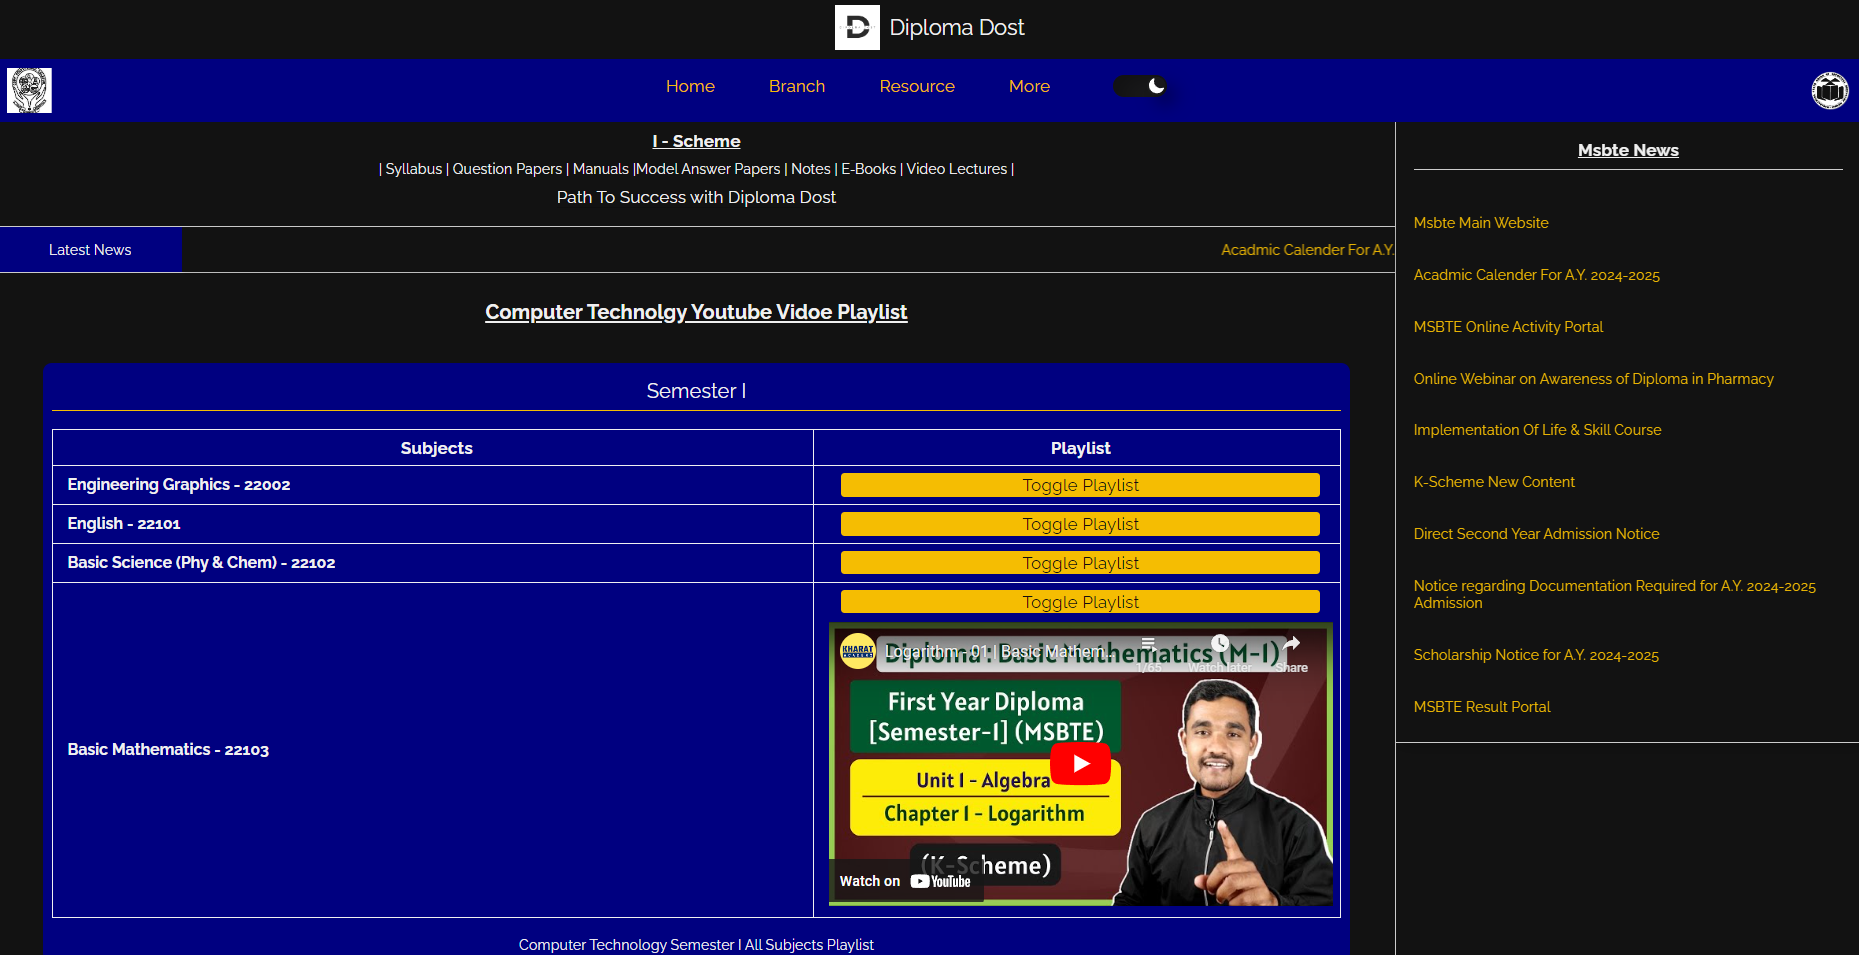 Diploma Dost
Home Branch Resource More
I - Scheme
| Syllabus | Question Papers | Manuals |Model Answer Papers | Notes | E-Books | Video Lectures |
Path To Success with Diploma Dost
Latest News
Acadmic Calender For A.Y.
Computer Technolgy Youtube Vidoe Playlist
Semester I
Subjects Playlist
Engineering Graphics - 22002 Toggle Playlist
English - 22101 Toggle Playlist
Basic Science (Phy & Chem) - 22102 Toggle Playlist
Basic Mathematics - 22103 Toggle Playlist
KHARAT
Logarithm - 01 | Basic Mathem...
Diploma: Basic Mathematics (M-I)
1/65 Watch later Share
First Year Diploma
[Semester-I] (MSBTE)
Unit I - Algebra
Chapter I - Logarithm
(K-Scheme)
Watch on YouTube
Computer Technology Semester I All Subjects Playlist
Msbte News
Msbte Main Website
Acadmic Calender For A.Y. 2024-2025
MSBTE Online Activity Portal
Online Webinar on Awareness of Diploma in Pharmacy
Implementation Of Life & Skill Course
K-Scheme New Content
Direct Second Year Admission Notice
Notice regarding Documentation Required for A.Y. 2024-2025
Admission
Scholarship Notice for A.Y. 2024-2025
MSBTE Result Portal